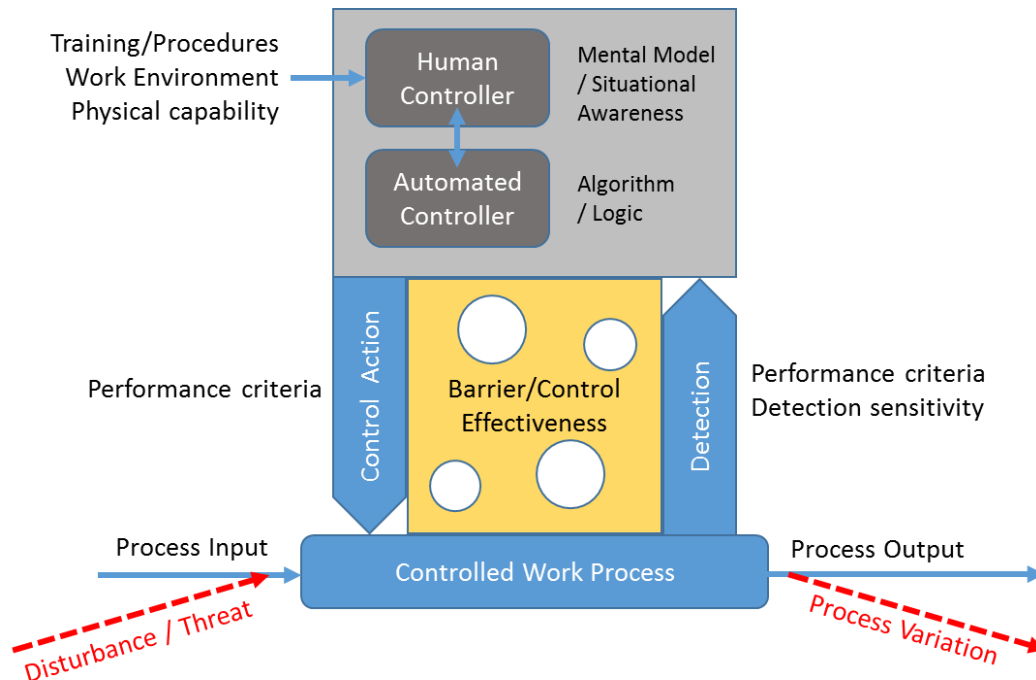 Training/Procedures
Work Environment
Physical capability
Human
Controller
Mental Model
/ Situational
Awareness
Automated
Controller
Algorithm
/ Logic
Performance criteria
Control Action
Barrier/Control
Effectiveness
Detection
Performance criteria
Detection sensitivity
Process Input
Controlled Work Process
Process Output
Disturbance / Threat
Process Variation